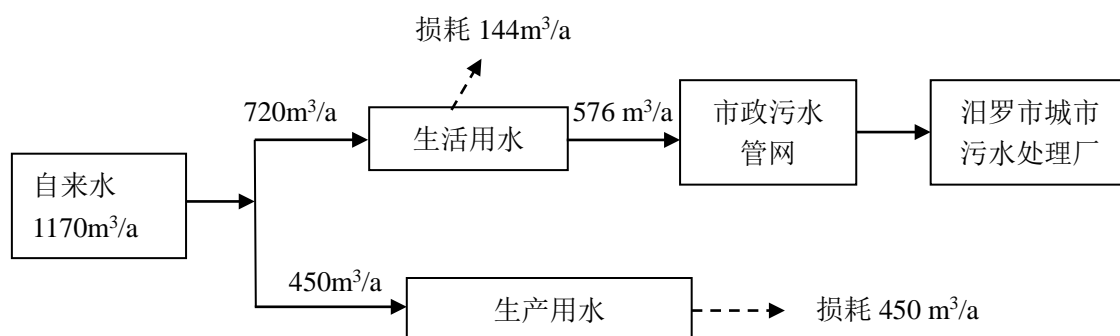 损耗 144m³/a
720m³/a
生活用水
576 m³/a
市政污水
管网
汨罗市城市
污水处理厂
自来水
1170m³/a
450m³/a
生产用水
损耗 450 m³/a